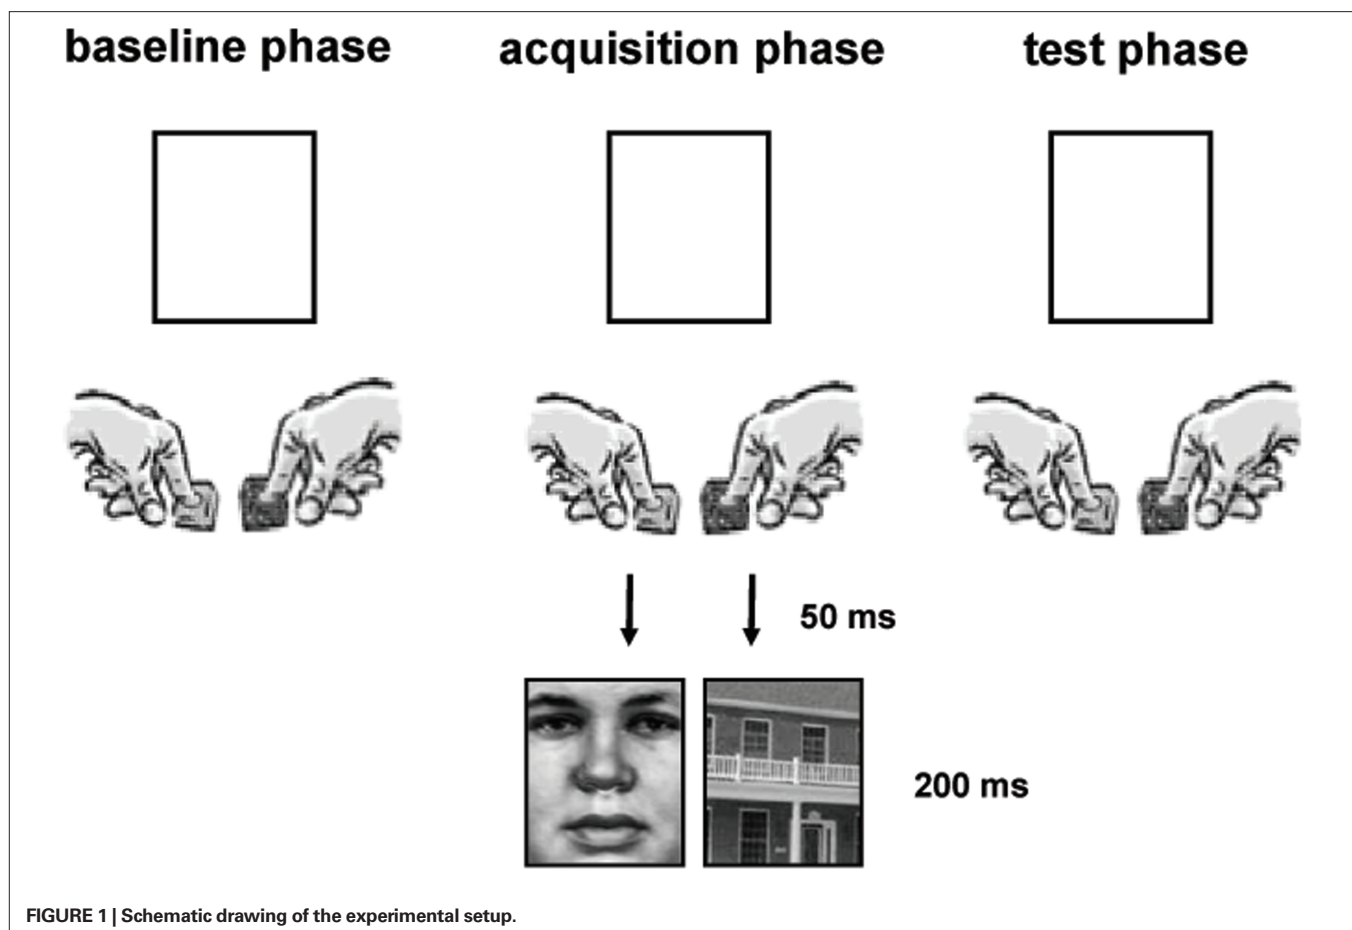 baseline phase
acquisition phase
test phase
50 ms
200 ms
FIGURE 1 | Schematic drawing of the experimental setup.